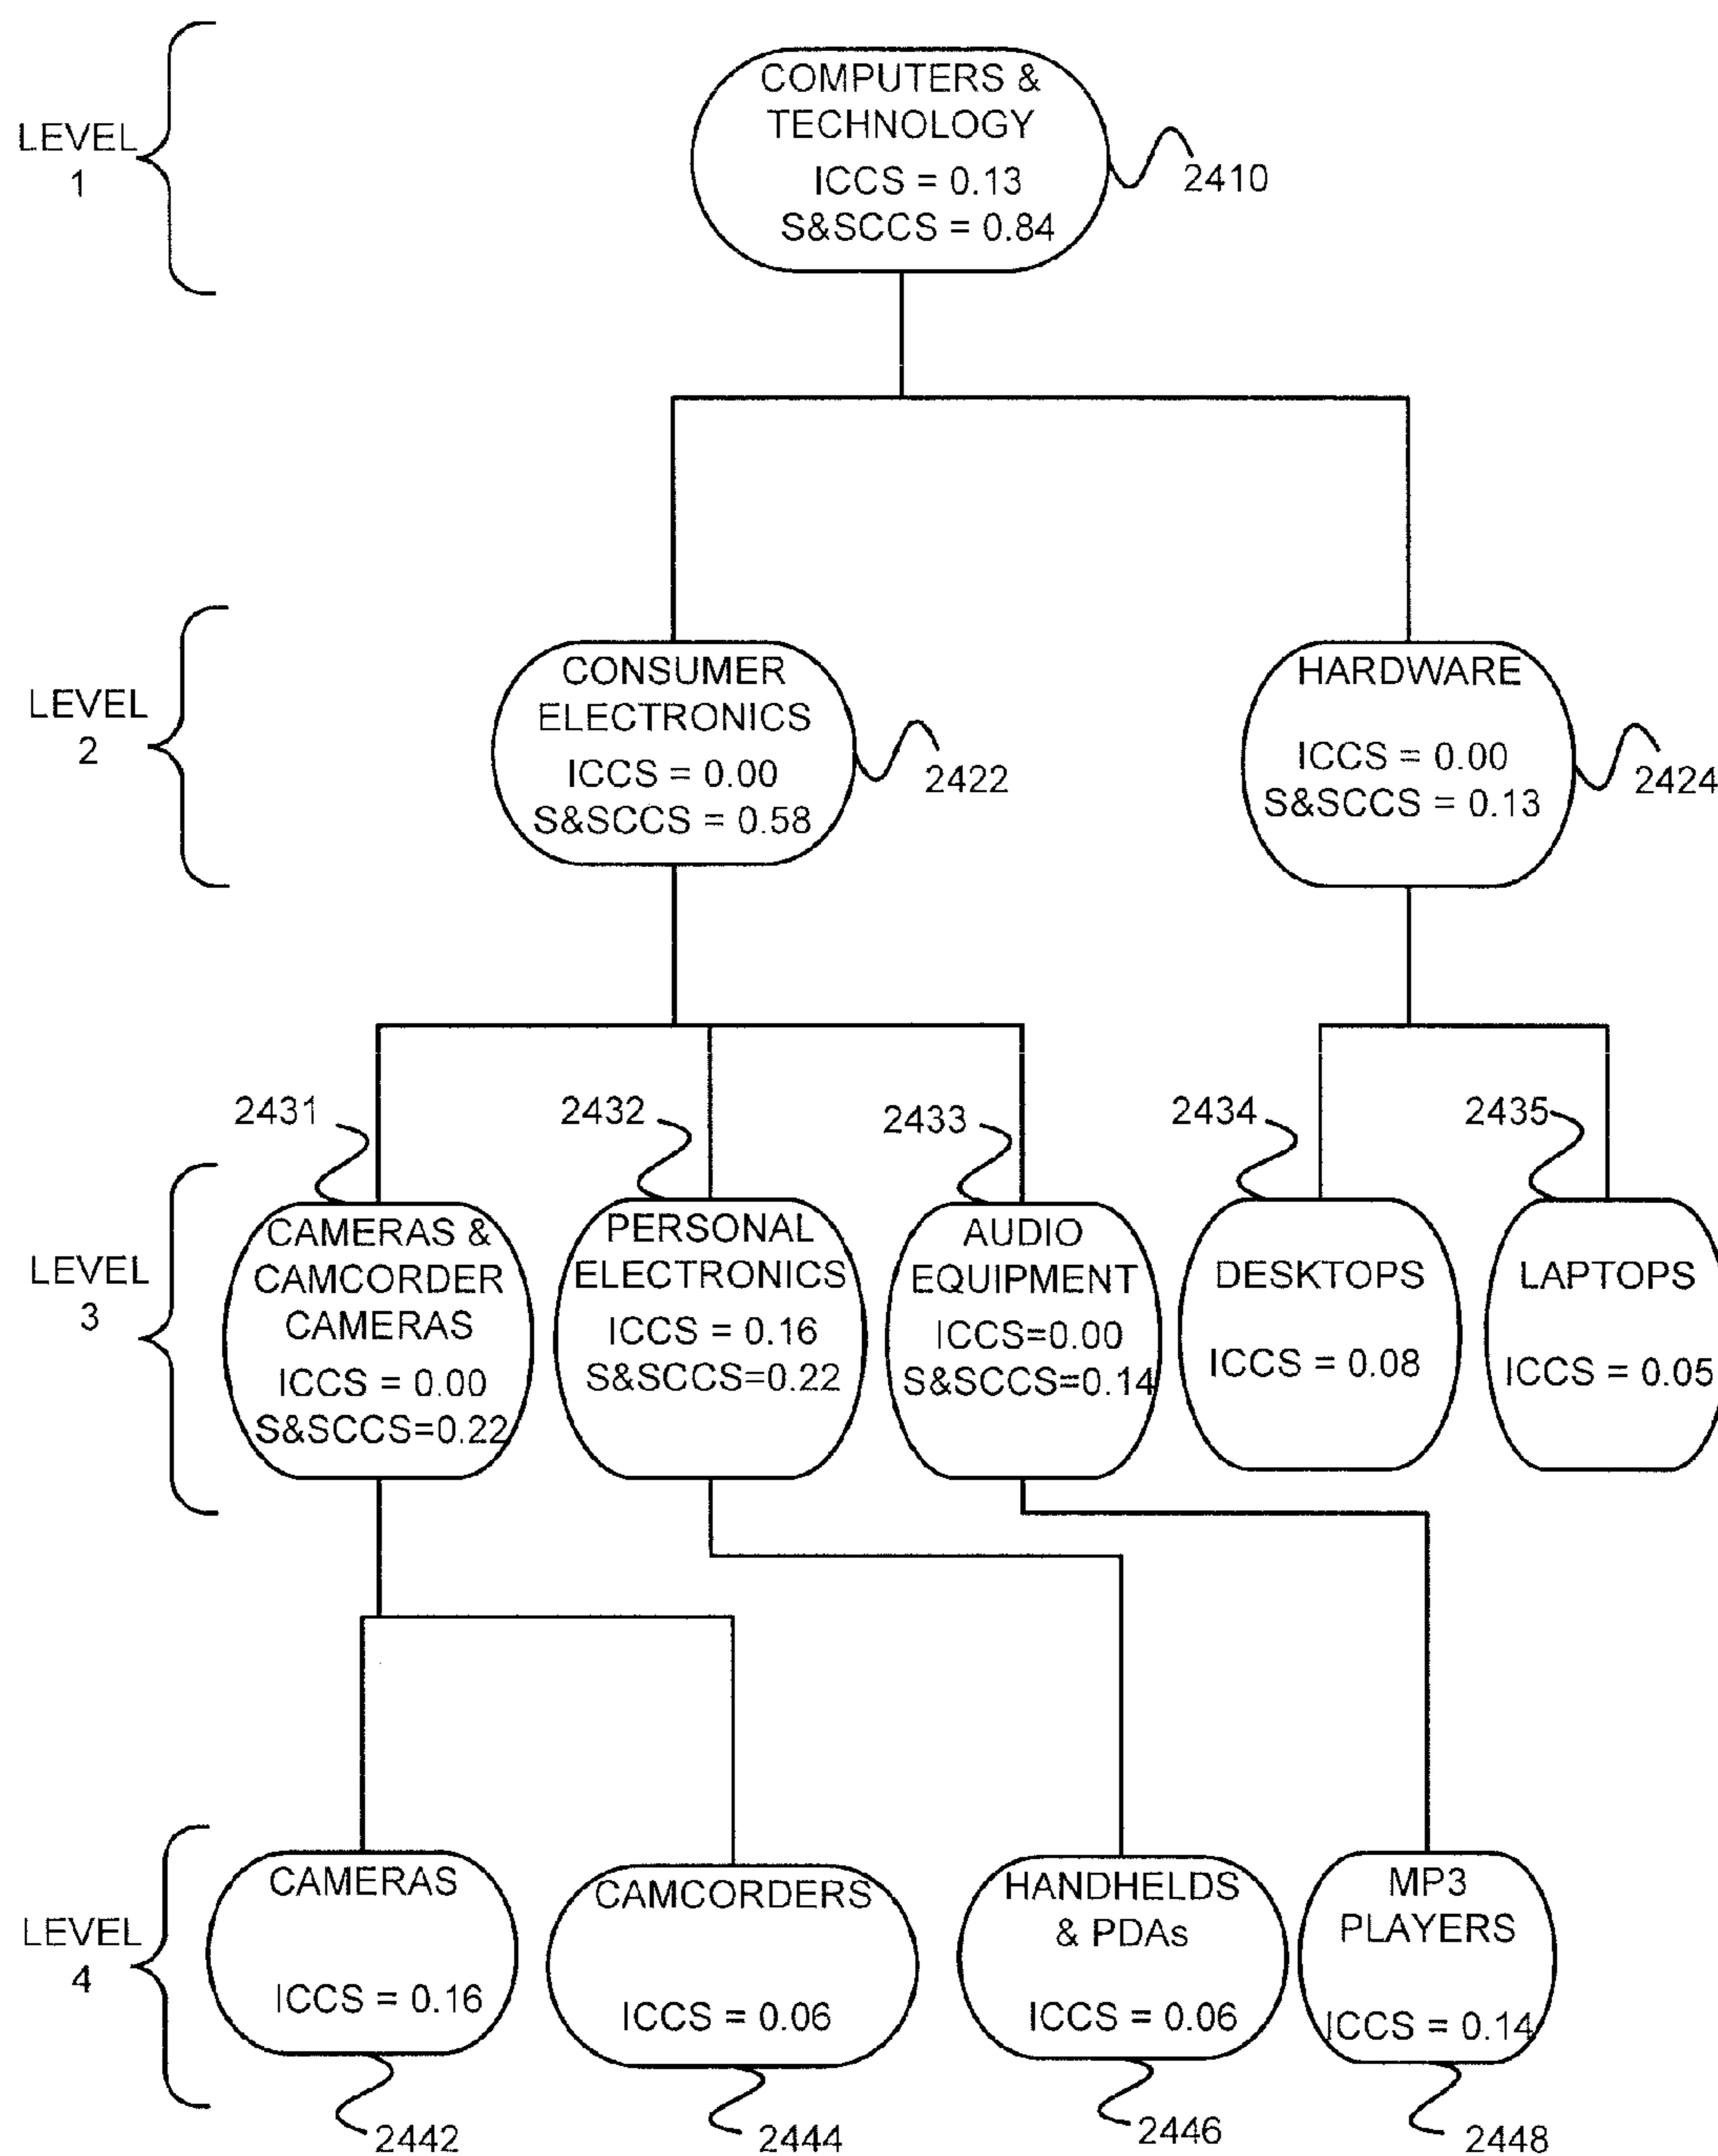 LEVEL
1
COMPUTERS &
TECHNOLOGY
ICCS = 0.13
S&SCCS = 0.84
2410
LEVEL
2
CONSUMER
ELECTRONICS
ICCS = 0.00
S&SCCS = 0.58
2422
HARDWARE
ICCS = 0.00
S&SCCS = 0.13
2424
2431
2432
2433
2434
2435
LEVEL
3
CAMERAS &
CAMCORDER
CAMERAS
ICCS = 0.00
S&SCCS=0.22
PERSONAL
ELECTRONICS
ICCS = 0.16
S&SCCS=0.22
AUDIO
EQUIPMENT
ICCS=0.00
S&SCCS=0.14
DESKTOPS
ICCS = 0.08
LAPTOPS
ICCS = 0.05
LEVEL
4
CAMERAS
ICCS = 0.16
CAMCORDERS
ICCS = 0.06
HANDHELDS
& PDAs
ICCS = 0.06
MP3
PLAYERS
ICCS = 0.14
2442
2444
2446
2448